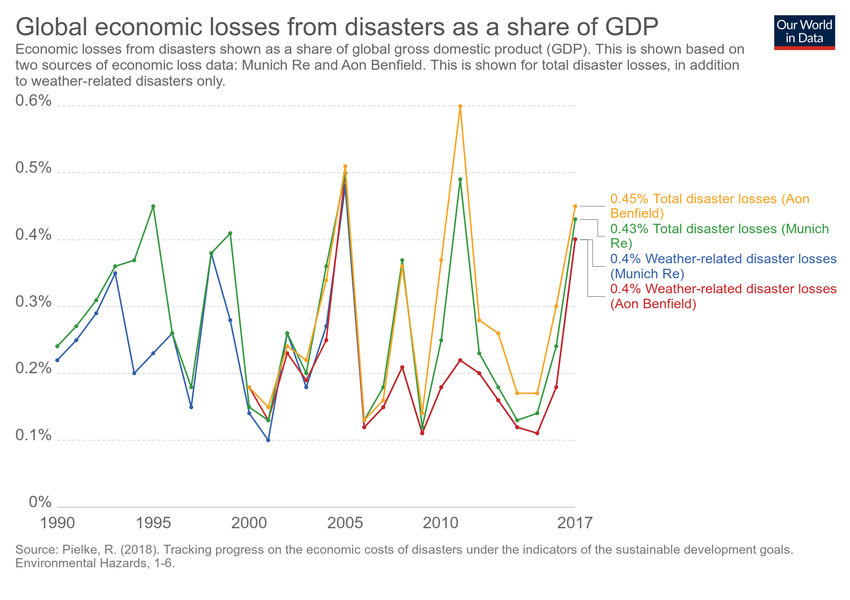 Global economic losses from disasters as a share of GDP
Our World
in Data
Economic losses from disasters shown as a share of global gross domestic product (GDP). This is shown based on
two sources of economic loss data: Munich Re and Aon Benfield. This is shown for total disaster losses, in addition
to weather-related disasters only.
0.6%
0.5%
0.4%
0.3%
0.2%
0.1%
0%
1990
1995
2000
2005
2010
2017
0.45% Total disaster losses (Aon
Benfield)
0.43% Total disaster losses (Munich
Re)
0.4% Weather-related disaster losses
(Munich Re)
0.4% Weather-related disaster losses
(Aon Benfield)
Source: Pielke, R. (2018). Tracking progress on the economic costs of disasters under the indicators of the sustainable development goals.
Environmental Hazards, 1-6.